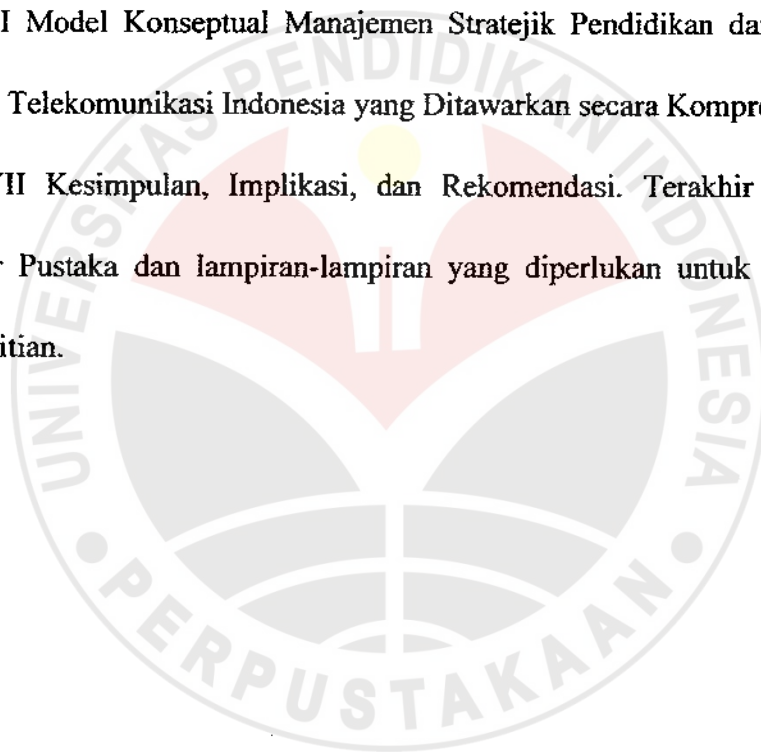 I Model Konseptual Manajemen Stratejik Pendidikan da
Telekomunikasi Indonesia yang Ditawarkan secara Kompre
II Kesimpulan, Implikasi, dan Rekomendasi. Terakhir
r Pustaka dan lampiran-lampiran yang diperlukan untuk
itian.
UNIVERSITAS PENDIDIKAN INDONESIA
PERPUSTAKAAN